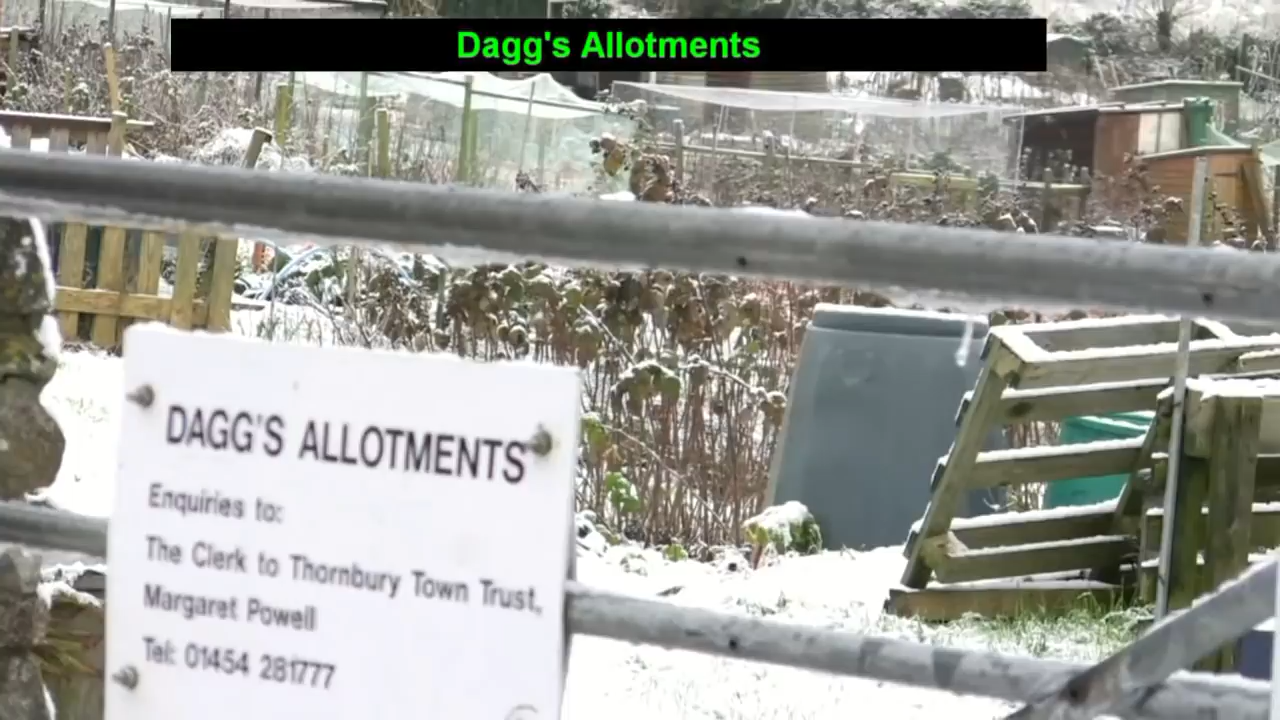 Dagg's Allotments
DAGG'S ALLOTMENTS
Enquiries to:
The Clerk to Thornbury Town Trust,
Margaret Powell
Tel: 01454 281777